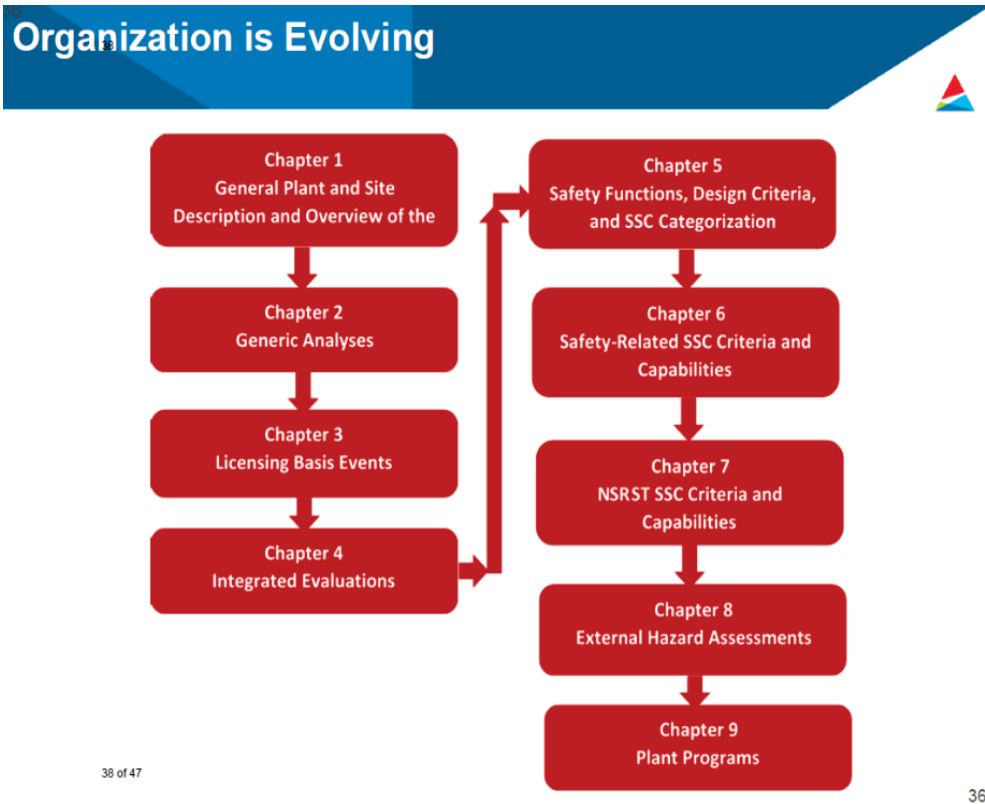 Organization is Evolving
Chapter 1
General Plant and Site
Description and Overview of the
Chapter 2
Generic Analyses
Chapter 3
Licensing Basis Events
Chapter 4
Integrated Evaluations
Chapter 5
Safety Functions, Design Criteria,
and SSC Categorization
Chapter 6
Safety-Related SSC Criteria and
Capabilities
Chapter 7
NSRST SSC Criteria and
Capabilities
Chapter 8
External Hazard Assessments
Chapter 9
Plant Programs
38 of 47
36